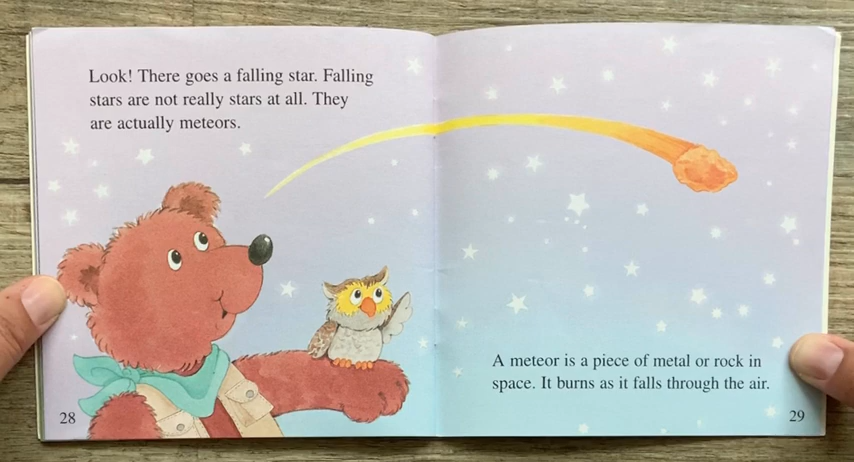 Look! There goes a falling star. Falling
stars are not really stars at all. They
are actually meteors.
28
A meteor is a piece of metal or rock in
space. It burns as it falls through the air.
29